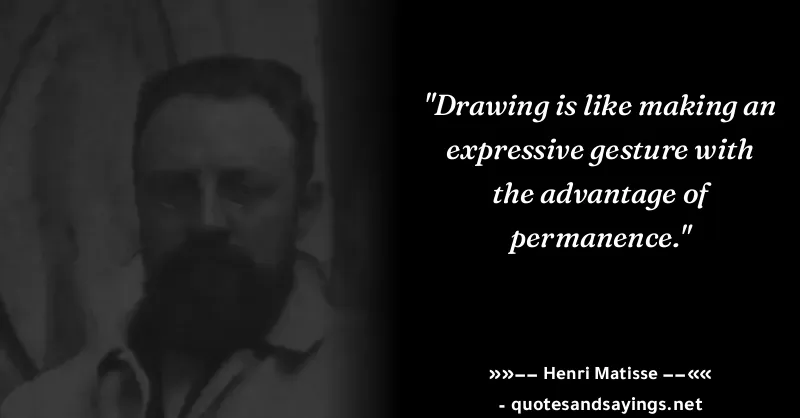 "Drawing is like making an
expressive gesture with
the advantage of
permanence."
»»−− Henri Matisse −−««
- quotesandsayings.net